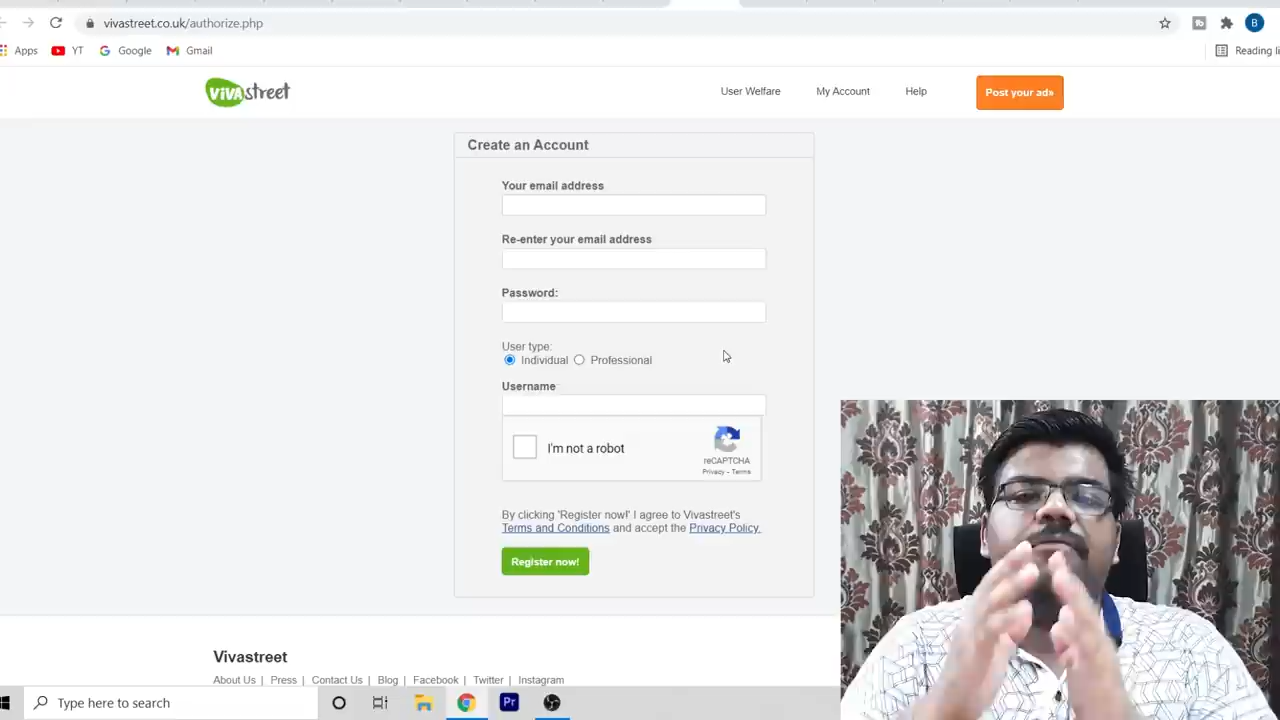 vivastreet.co.uk/authorize.php
B
Apps YT Google Gmail
Reading li
VIVAstreet
User Welfare My Account Help Post your ad»
Create an Account
Your email address
Re-enter your email address
Password:
User type:
Individual Professional
Username
I'm not a robot
reCAPTCHA
Privacy - Terms
By clicking 'Register now!' I agree to Vivastreet's
Terms and Conditions and accept the Privacy Policy.
Register now!
Vivastreet
About Us | Press | Contact Us | Blog | Facebook | Twitter | Instagram
Type here to search
Pr